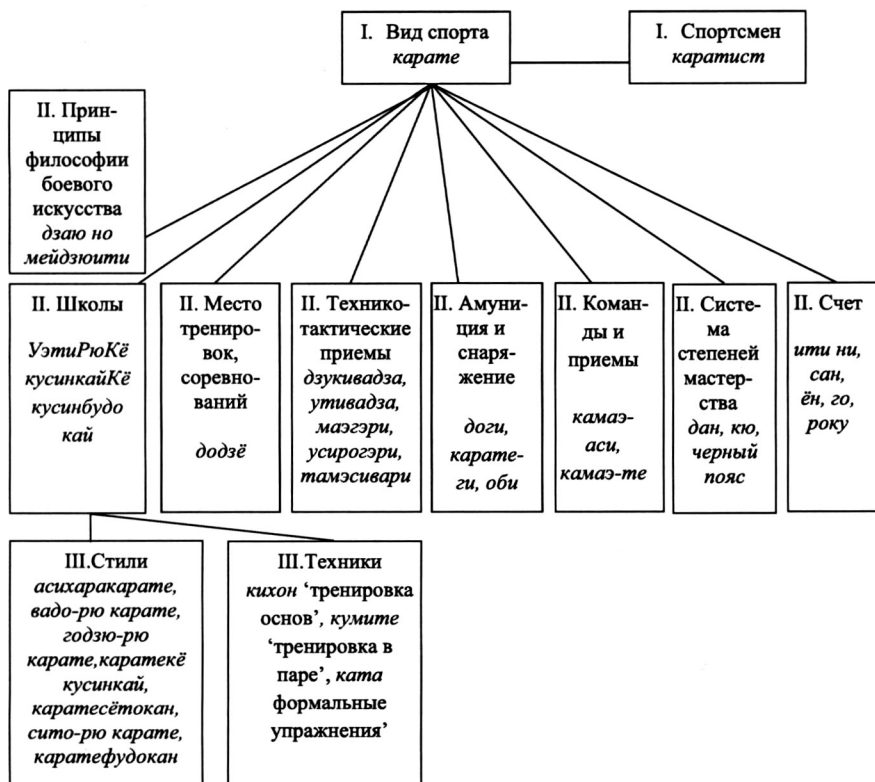 I. Вид спорта
карате
I. Спортсмен
каратист
II. Прин-
ципы
философии
боевого
искусства
дзаю но
мейдзюити
II. Школы
УэтиРюКё
кусинкайКё
кусинбудо
кай
II. Место
трениро-
вок,
соревно-
ваний
додзё
II. Технико-
тактические
приемы
дзукивадза,
утивадза,
маэгэри,
усирогэри,
тамэсивари
II. Амуни-
ция и
снаря-
жение
доги,
карате-
ги, оби
II. Коман-
ды и
приемы
камаэ-
аси,
камаэ-те
II. Систе-
ма
степеней
мастер-
ства
дан, кю,
черный
пояс
II. Счет
ити ни,
сан,
ён, го,
року
III.Стили
асихаракарате,
вадо-рю карате,
годзю-рю
карате,каратекё
кусинкай,
каратесётокан,
сито-рю карате,
каратефудокан
III.Техники
кихон ‘тренировка
основ’, кумите
‘тренировка в
паре’, ката
формальные
упражнения’